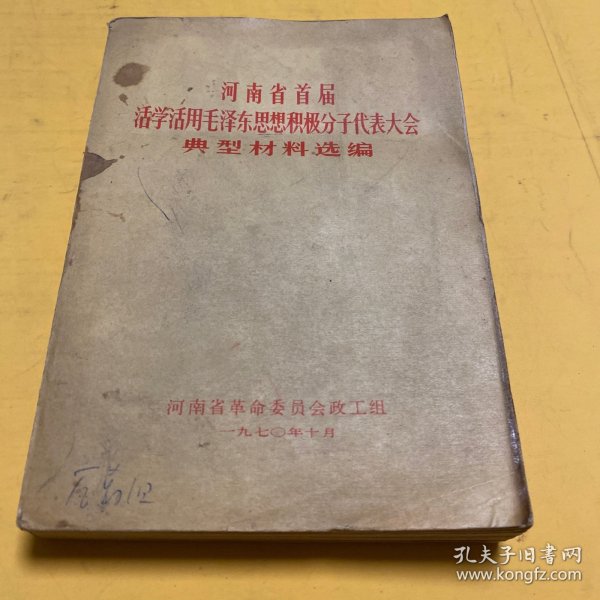 河南省首届
活学活用毛泽东思想积极分子代表大会
典型材料选编
河南省革命委员会政工组
一九七〇年十月
孔夫子旧书网
www.kongfz.com